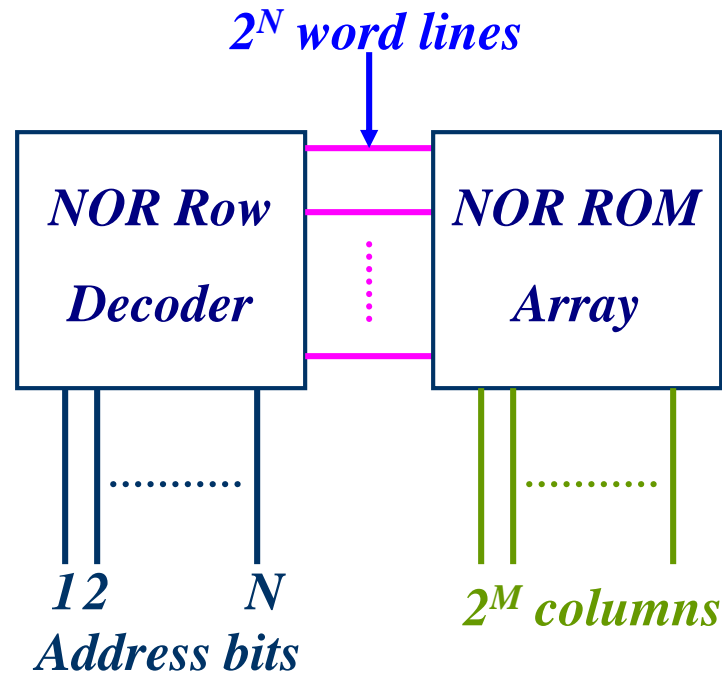 2^N word lines
NOR Row
Decoder
NOR ROM
Array
1 2 N
Address bits
2^M columns